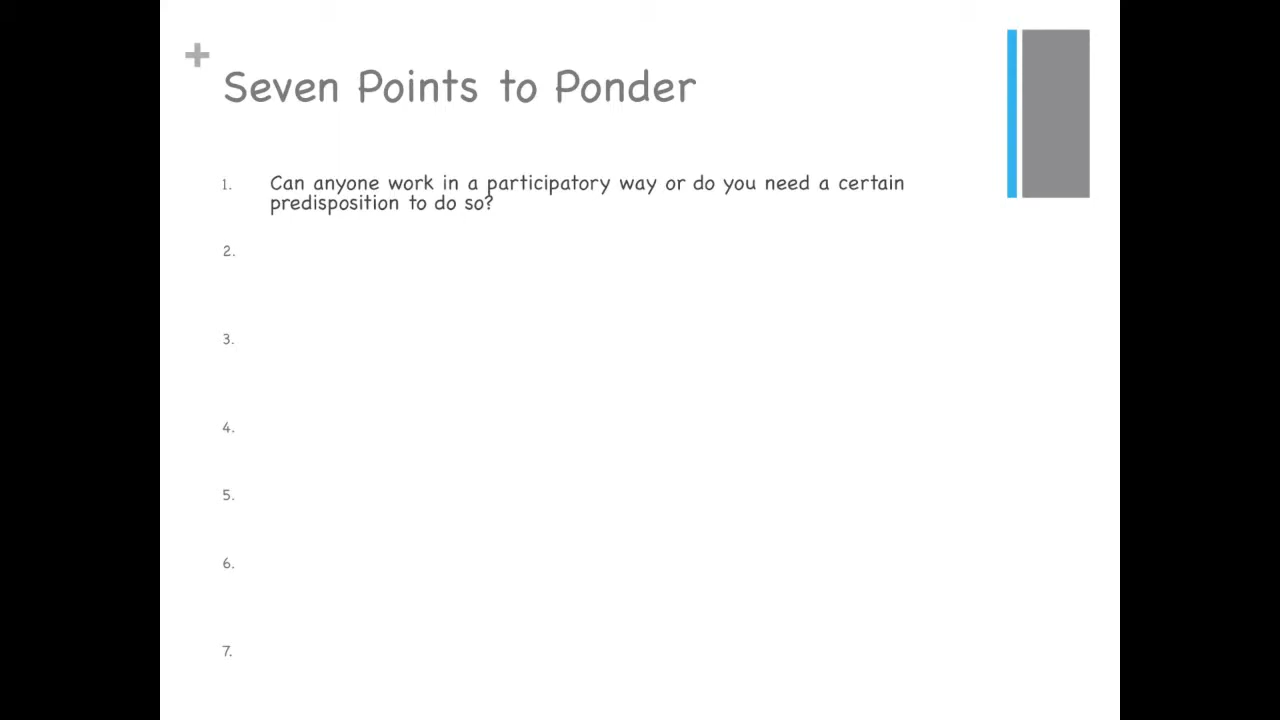 +
Seven Points to Ponder
1. Can anyone work in a participatory way or do you need a certain
predisposition to do so?
2.
3.
4.
5.
6.
7.